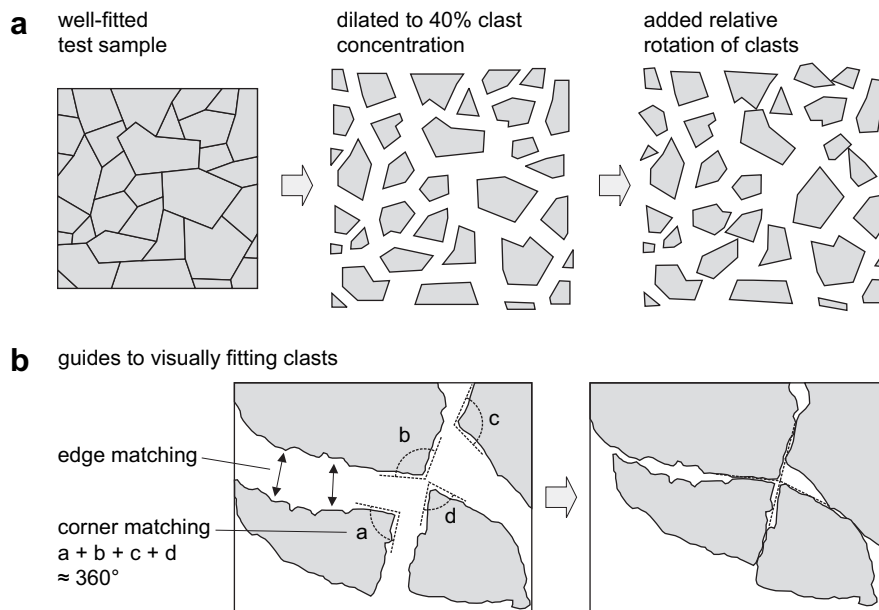 a
well-fitted
test sample
dilated to 40% clast
concentration
added relative
rotation of clasts
b
guides to visually fitting clasts
edge matching
corner matching
a + b + c + d
≈ 360°
b
c
a
d